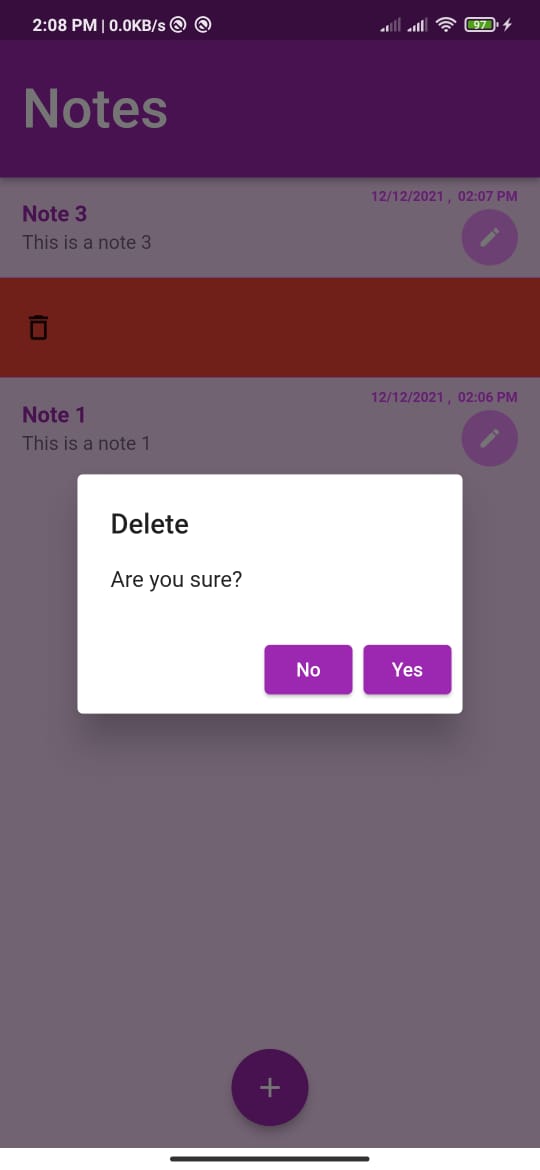 2:08 PM | 0.0KB/s
97
Notes
12/12/2021 , 02:07 PM
Note 3
This is a note 3
12/12/2021 , 02:06 PM
Note 1
This is a note 1
Delete
Are you sure?
No
Yes
+